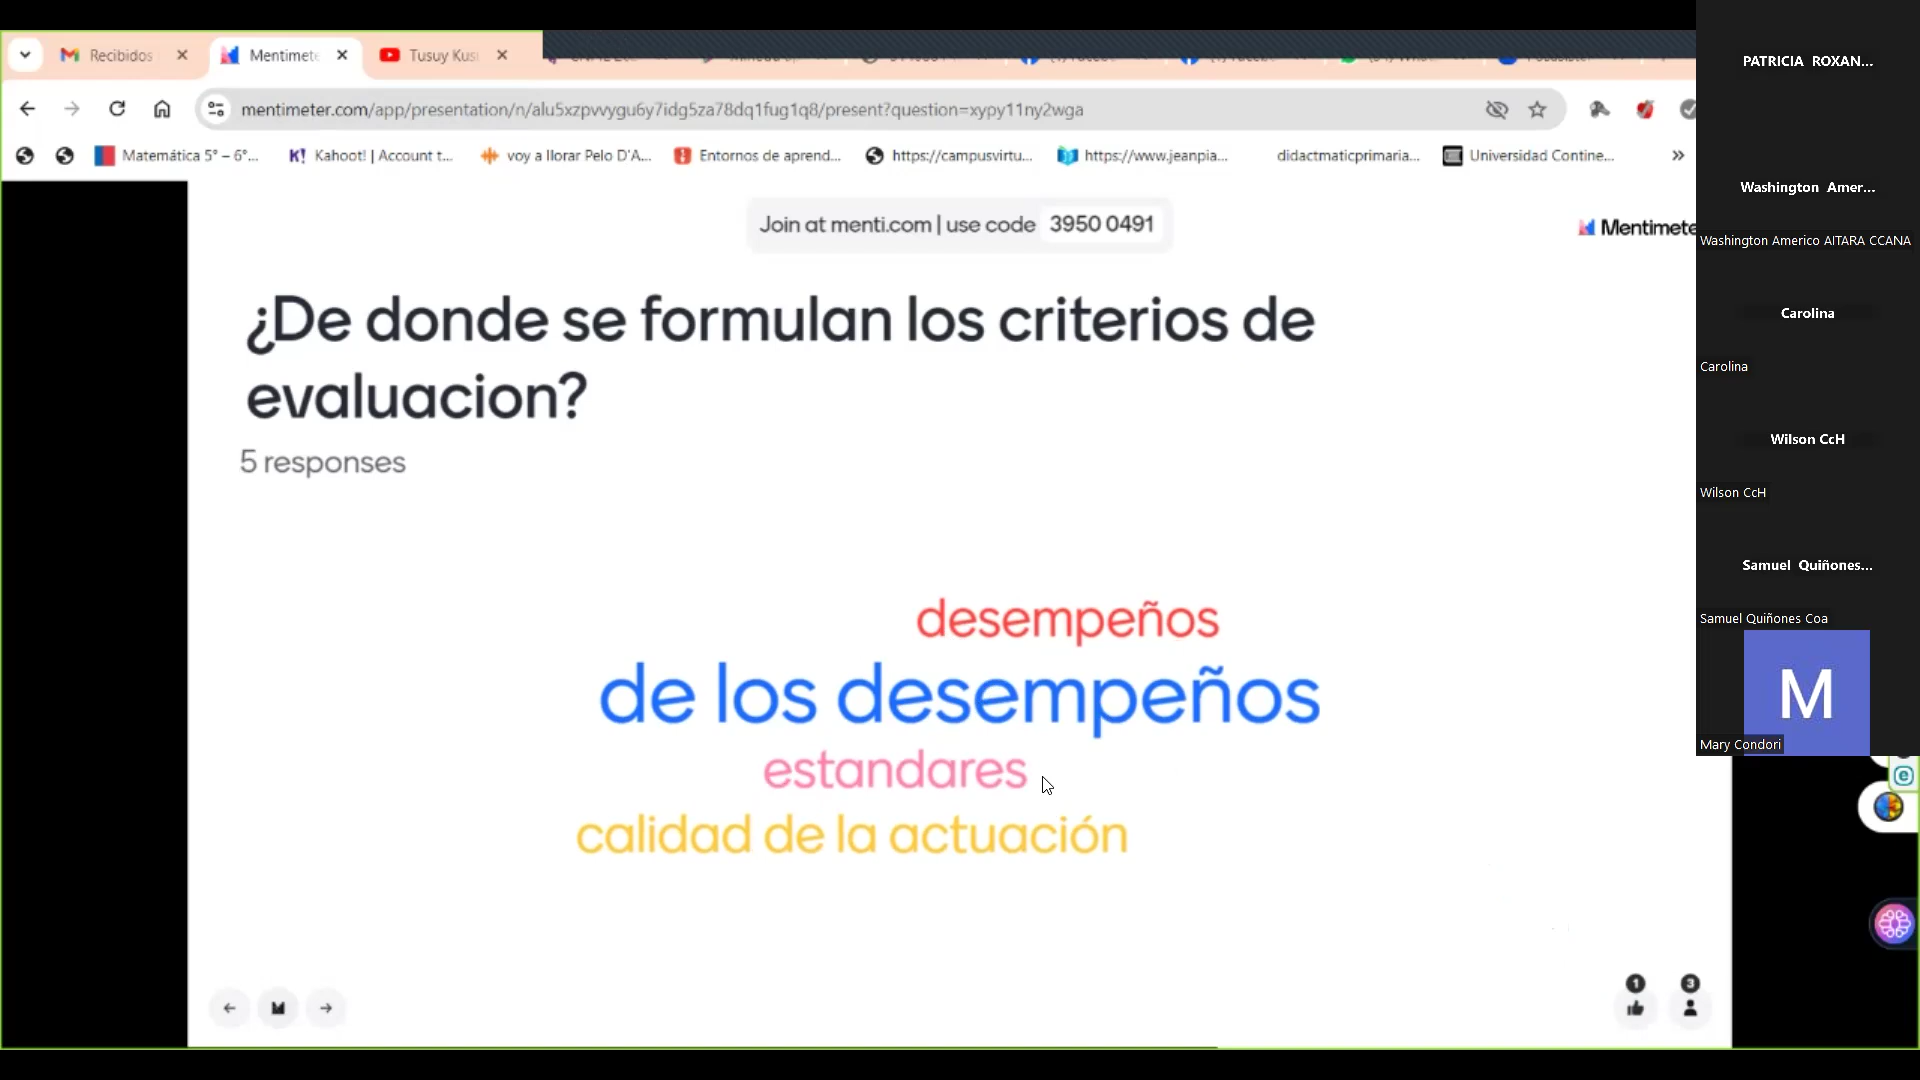 Recibidos
Mentimete
Tusuy Kusi
mentimeter.com/app/presentation/n/alu5xzpvvygu6y7idg5za78dq1fug1q8/present?question=xypy11ny2wga
Matemática 5° – 6°...
K! Kahoot! | Account t...
voy a llorar Pelo D'A...
Entornos de aprend...
https://campusvirtu...
https://www.jeanpia...
didactmaticprimaria...
Universidad Contine...
Join at menti.com | use code 3950 0491
Mentimete
¿De donde se formulan los criterios de
evaluacion?
5 responses
desempeños
de los desempeños
estandares
calidad de la actuación
1
3
PATRICIA ROXAN...
Washington Amer...
Washington Americo AITARA CCANA
Carolina
Carolina
Wilson CcH
Wilson CcH
Samuel Quiñones...
Samuel Quiñones Coa
M
Mary Condori